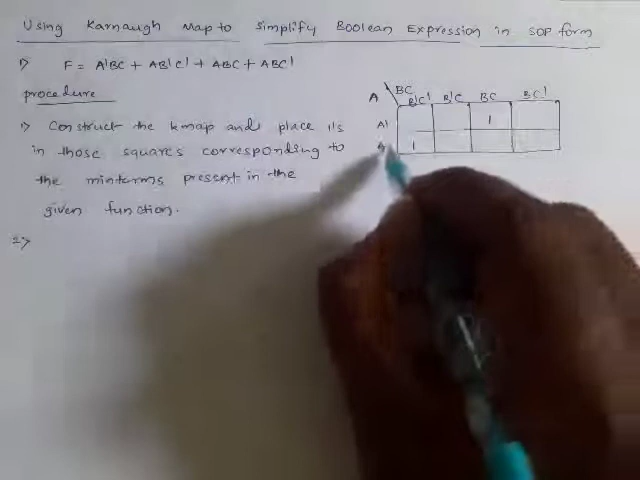 Using Karnaugh Map to simplify Boolean Expression in SOP form
1) F = A'BC + AB'C' + ABC + ABC'
procedure
1) Construct the kmap and place 1's
in those squares corresponding to
the minterms present in the
given function.
2)
A BC
B'C' B'C BC BC'
A' 1
A 1